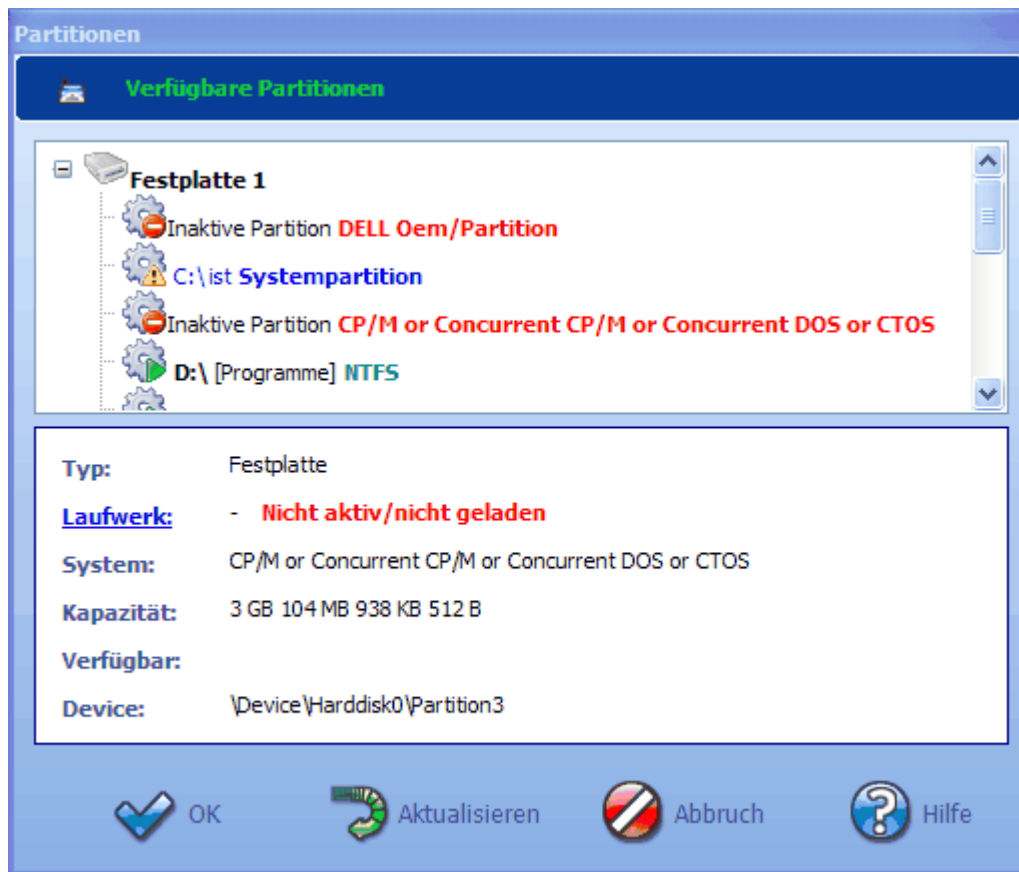 Partitionen
Verfügbare Partitionen
Festplatte 1
Inaktive Partition DELL Oem/Partition
C:\ist Systempartition
Inaktive Partition CP/M or Concurrent CP/M or Concurrent DOS or CTOS
D:\ [Programme] NTFS
Typ: Festplatte
Laufwerk: - Nicht aktiv/nicht geladen
System: CP/M or Concurrent CP/M or Concurrent DOS or CTOS
Kapazität: 3 GB 104 MB 938 KB 512 B
Verfügbar:
Device: \Device\Harddisk0\Partition3
OK Aktualisieren Abbruch Hilfe